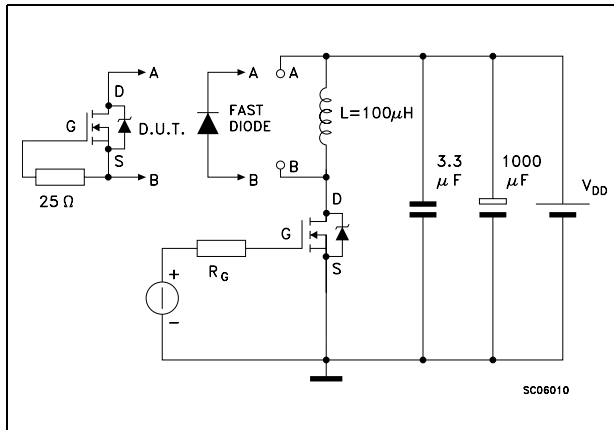 A
A
A
D
G
D.U.T.
FAST
DIODE
L=100μH
S
B
B
B
25 Ω
D
G
S
3.3
μF
1000
μF
VDD
+
RG
−
SC06010